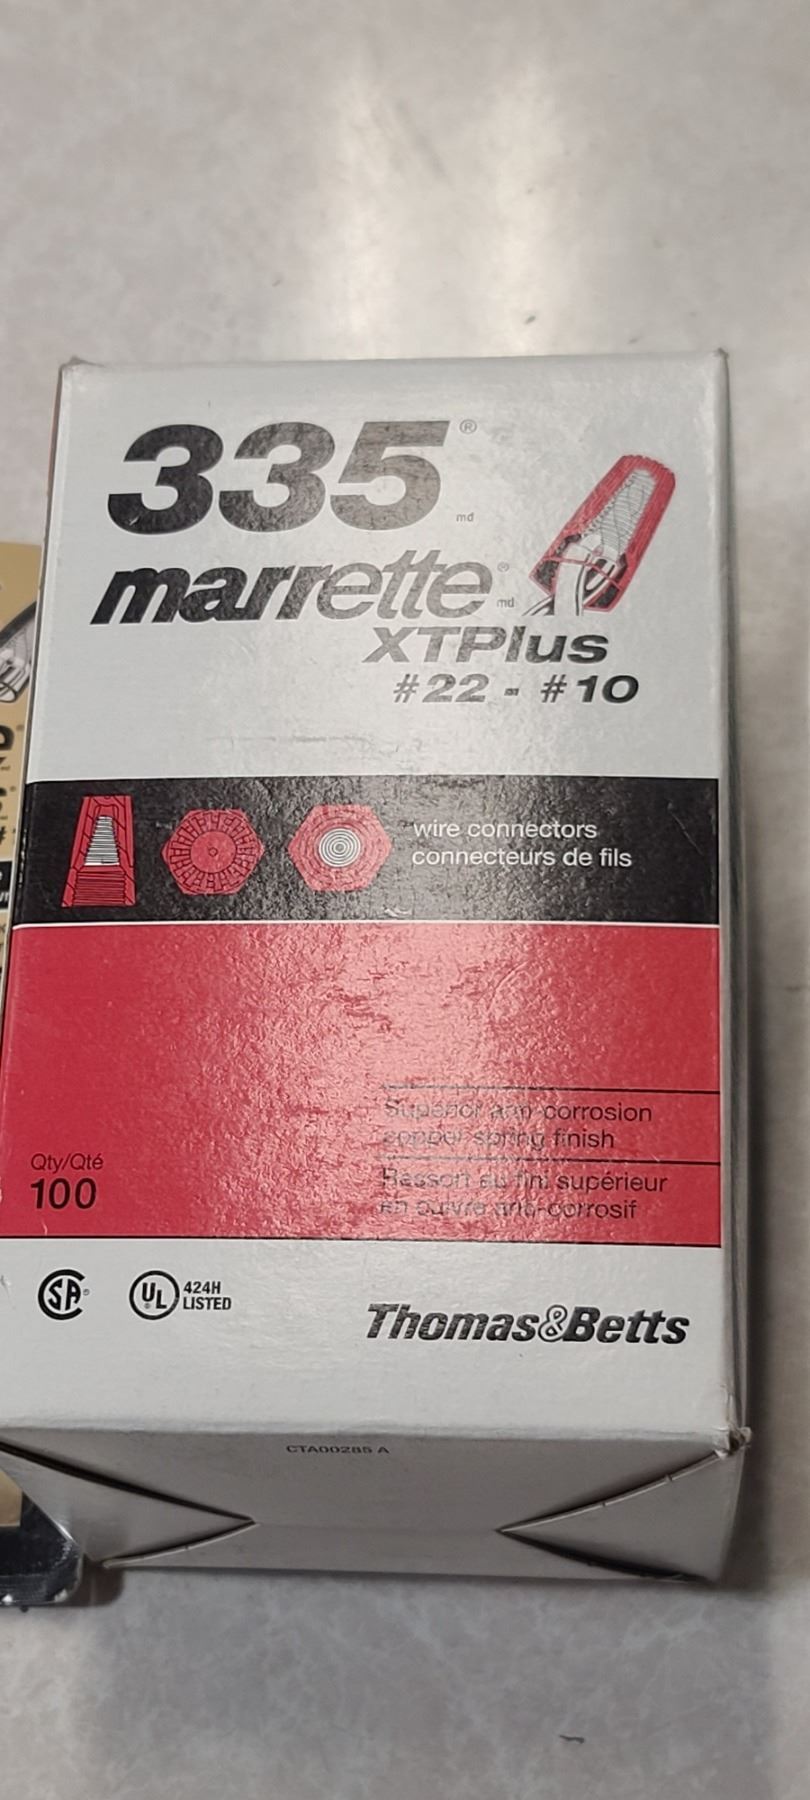 335®
md
marrette®
md
XTPlus
#22 - #10
wire connectors
connecteurs de fils
Superior anti-corrosion
copper spring finish
Qty/Qté
100
Ressort au fini supérieur
en cuivre anti-corrosif
SA®
UL® 424H
LISTED
Thomas&Betts
CTA00285 A